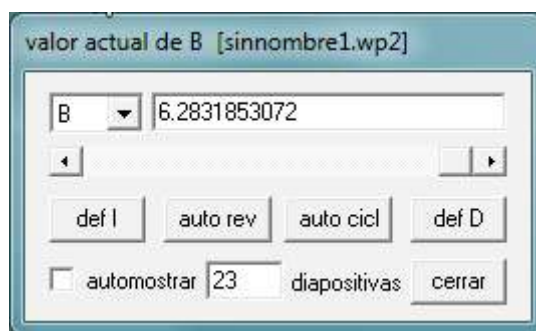 valor actual de B [sinnombre1.wp2]
B 6.2831853072
def I auto rev auto cicl def D
automostrar 23 diapositivas cerrar